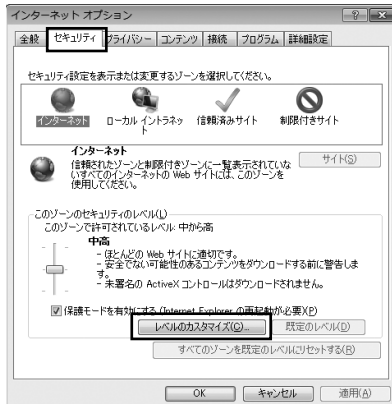 インターネット オプション
全般 セキュリティ プライバシー コンテンツ 接続 プログラム 詳細設定
セキュリティ設定を表示または変更するゾーンを選択してください。
インターネット ローカル イントラネット 信頼済みサイト 制限付きサイト
インターネット
信頼されたゾーンと制限付きゾーンに一覧表示されていな
いすべてのインターネットの Web サイトには、このゾーンを
使用してください。
サイト(S)
このゾーンのセキュリティのレベル(L)
このゾーンで許可されているレベル: 中から高
中高
- ほとんどの Web サイトに適切です。
- 安全でない可能性のあるコンテンツをダウンロードする前に警告しま
す。
- 未署名の ActiveX コントロールはダウンロードされません。
保護モードを有効にする (Internet Explorer の再起動が必要)(P)
レベルのカスタマイズ(C)... 既定のレベル(D)
すべてのゾーンを既定のレベルにリセットする(R)
OK キャンセル 適用(A)